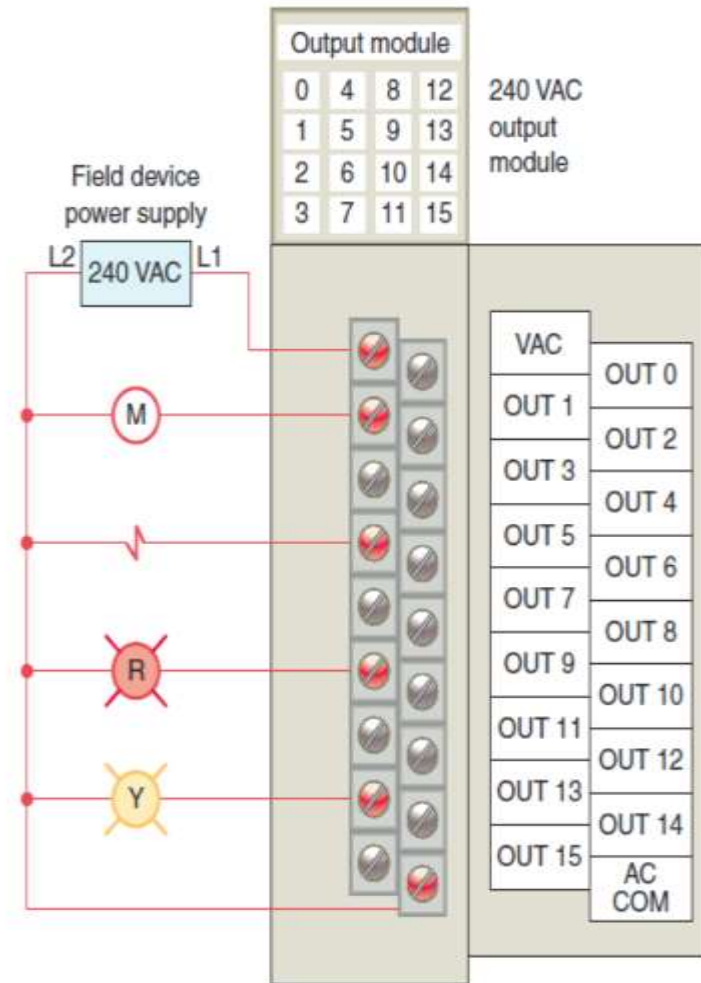 Output module
0 4 8 12
1 5 9 13
2 6 10 14
3 7 11 15
240 VAC
output
module
Field device
power supply
L2 240 VAC L1
M
R
Y
VAC
OUT 0
OUT 1
OUT 2
OUT 3
OUT 4
OUT 5
OUT 6
OUT 7
OUT 8
OUT 9
OUT 10
OUT 11
OUT 12
OUT 13
OUT 14
OUT 15
AC
COM